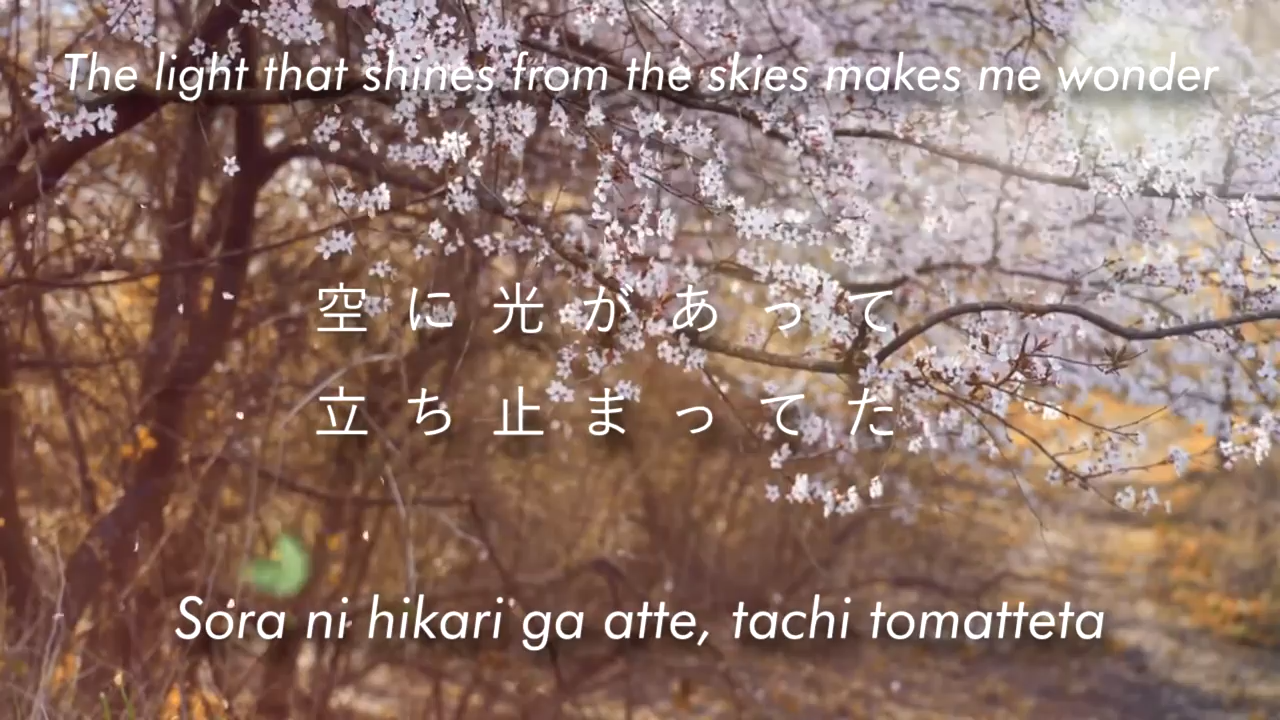 The light that shines from the skies makes me wonder
空に光があって
立ち止まってた
Sora ni hikari ga atte, tachi tomatteta